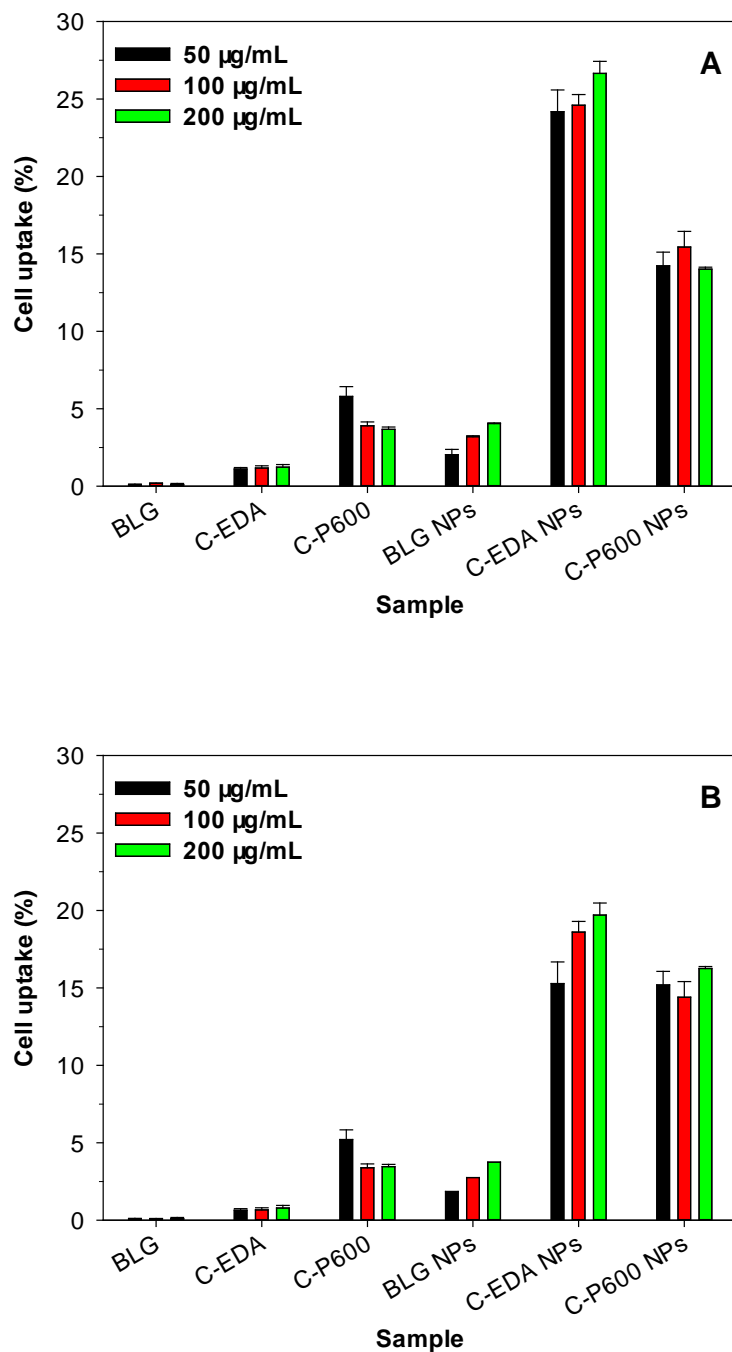 A
50 µg/mL
100 µg/mL
200 µg/mL
30
25
20
15
10
5
0
Cell uptake (%)
BLG
C-EDA
C-P600
BLG NPs
C-EDA NPs
C-P600 NPs
Sample
B
50 µg/mL
100 µg/mL
200 µg/mL
30
25
20
15
10
5
0
Cell uptake (%)
BLG
C-EDA
C-P600
BLG NPs
C-EDA NPs
C-P600 NPs
Sample